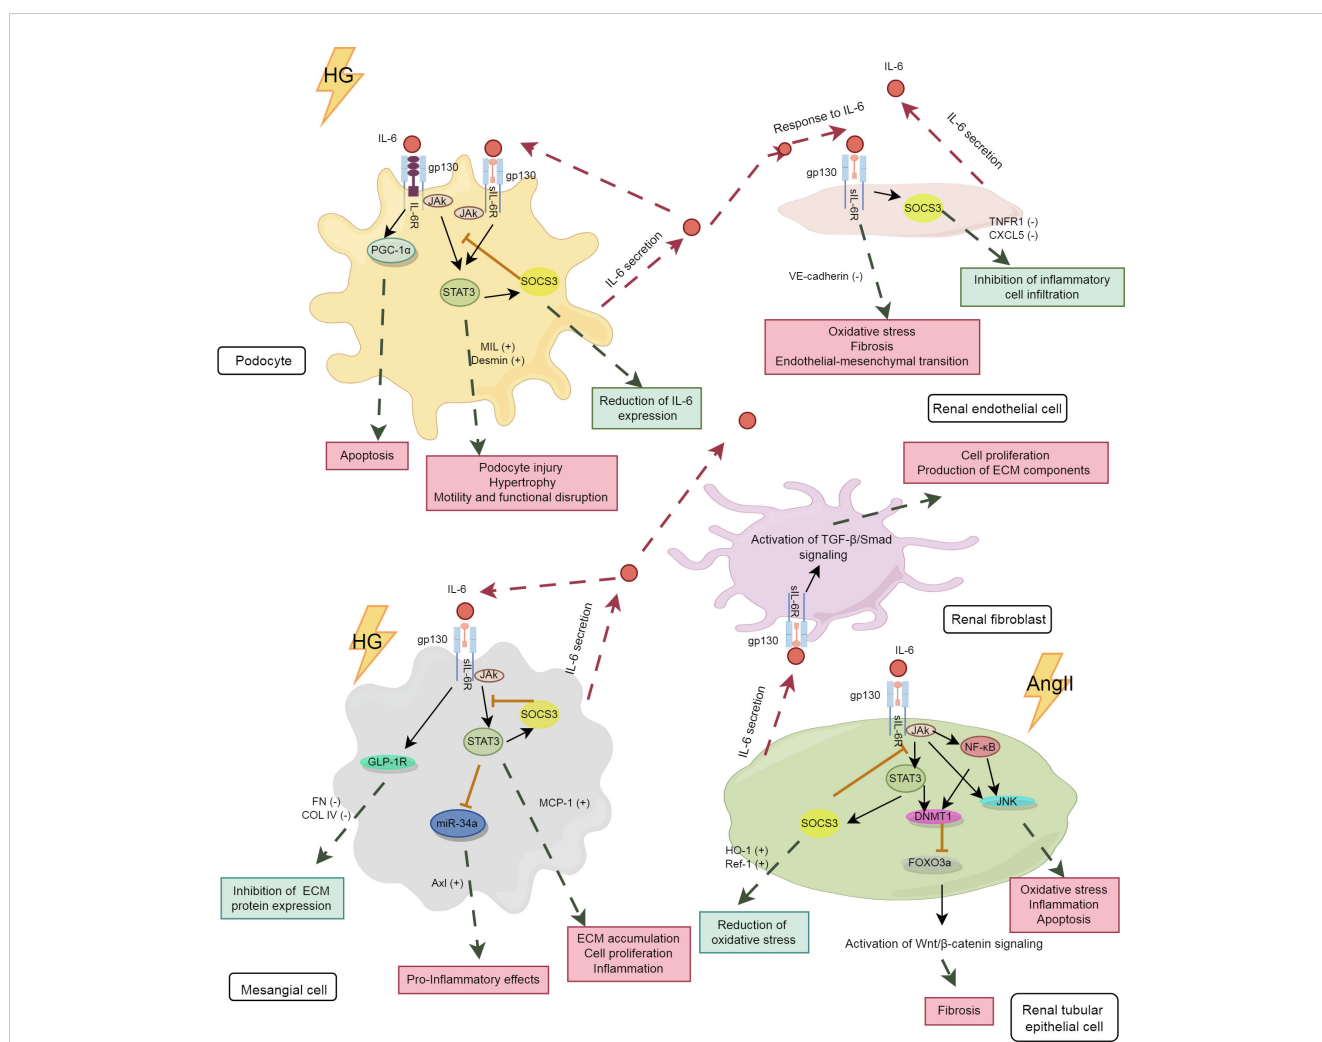 HG
IL-6
gp130
gp130
IL-6R
sIL-6R
JAk
JAk
PGC-1α
STAT3
SOCS3
MIL (+)
Desmin (+)
IL-6 secretion
Podocyte
Apoptosis
Podocyte injury
Hypertrophy
Motility and functional disruption
Reduction of IL-6
expression
Response to IL-6
IL-6
IL-6 secretion
gp130
sIL-6R
SOCS3
TNFR1 (-)
CXCL5 (-)
VE-cadherin (-)
Inhibition of inflammatory
cell infiltration
Oxidative stress
Fibrosis
Endothelial-mesenchymal transition
Renal endothelial cell
Cell proliferation
Production of ECM components
Activation of TGF-β/Smad
signaling
sIL-6R
gp130
Renal fibroblast
HG
IL-6
gp130
sIL-6R
JAk
SOCS3
STAT3
GLP-1R
miR-34a
FN (-)
COL IV (-)
MCP-1 (+)
Axl (+)
IL-6 secretion
Inhibition of ECM
protein expression
Pro-Inflammatory effects
ECM accumulation
Cell proliferation
Inflammation
Mesangial cell
IL-6 secretion
IL-6
gp130
sIL-6R
AngII
JAk
NF-κB
STAT3
JNK
DNMT1
SOCS3
FOXO3a
HO-1 (+)
Ref-1 (+)
Reduction of
oxidative stress
Oxidative stress
Inflammation
Apoptosis
Activation of Wnt/β-catenin signaling
Fibrosis
Renal tubular
epithelial cell